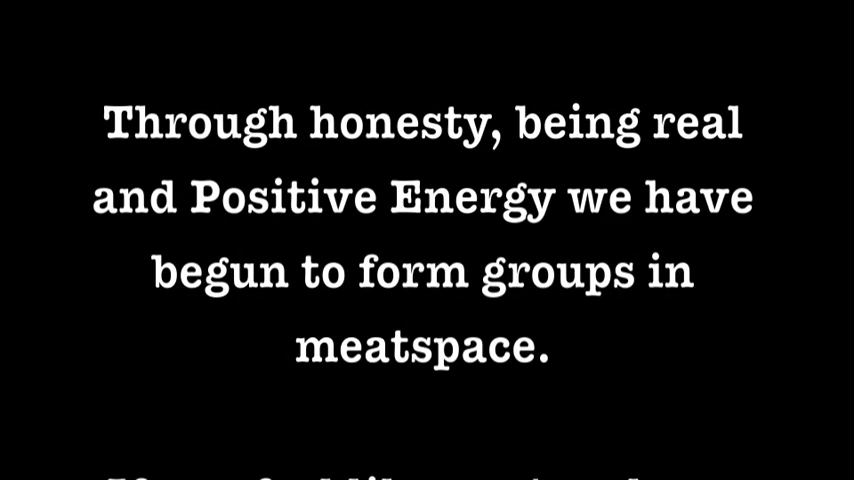 Through honesty, being real
and Positive Energy we have
begun to form groups in
meatspace.